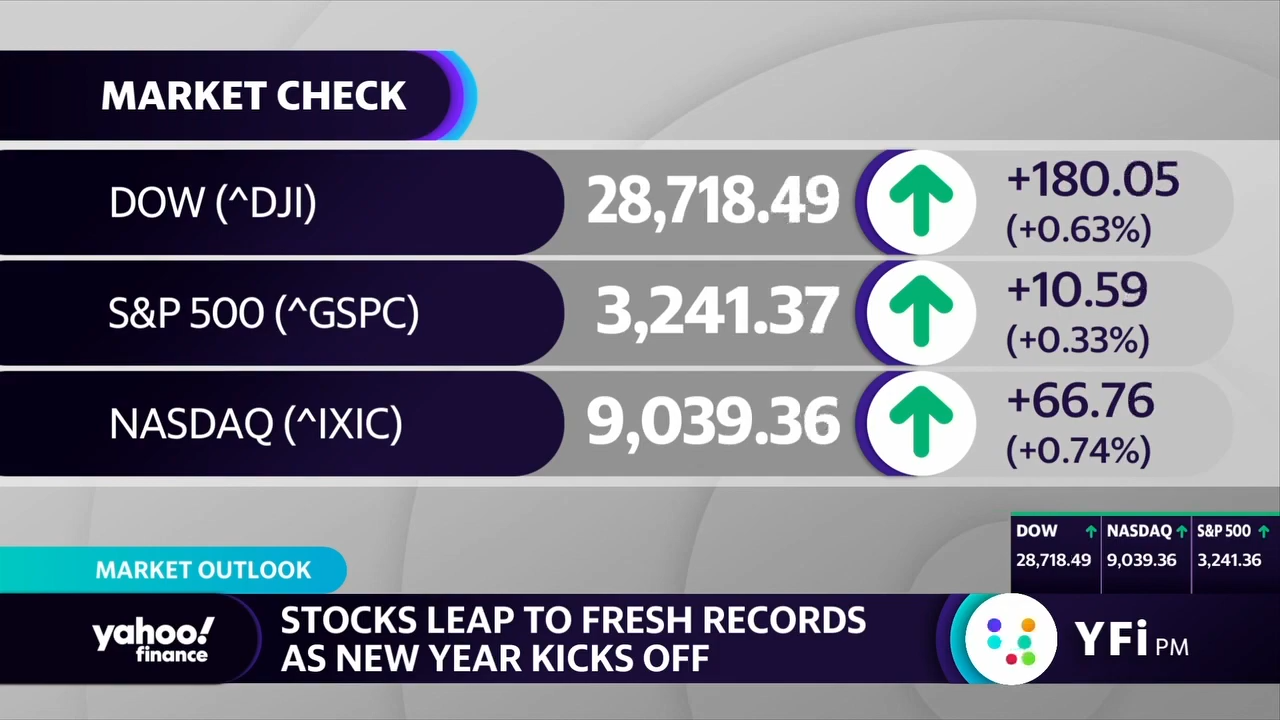 MARKET CHECK
DOW (^DJI) 28,718.49 +180.05
(+0.63%)
S&P 500 (^GSPC) 3,241.37 +10.59
(+0.33%)
NASDAQ (^IXIC) 9,039.36 +66.76
(+0.74%)
DOW NASDAQ S&P 500
28,718.49 9,039.36 3,241.36
MARKET OUTLOOK
yahoo!
finance
STOCKS LEAP TO FRESH RECORDS
AS NEW YEAR KICKS OFF
YFi PM